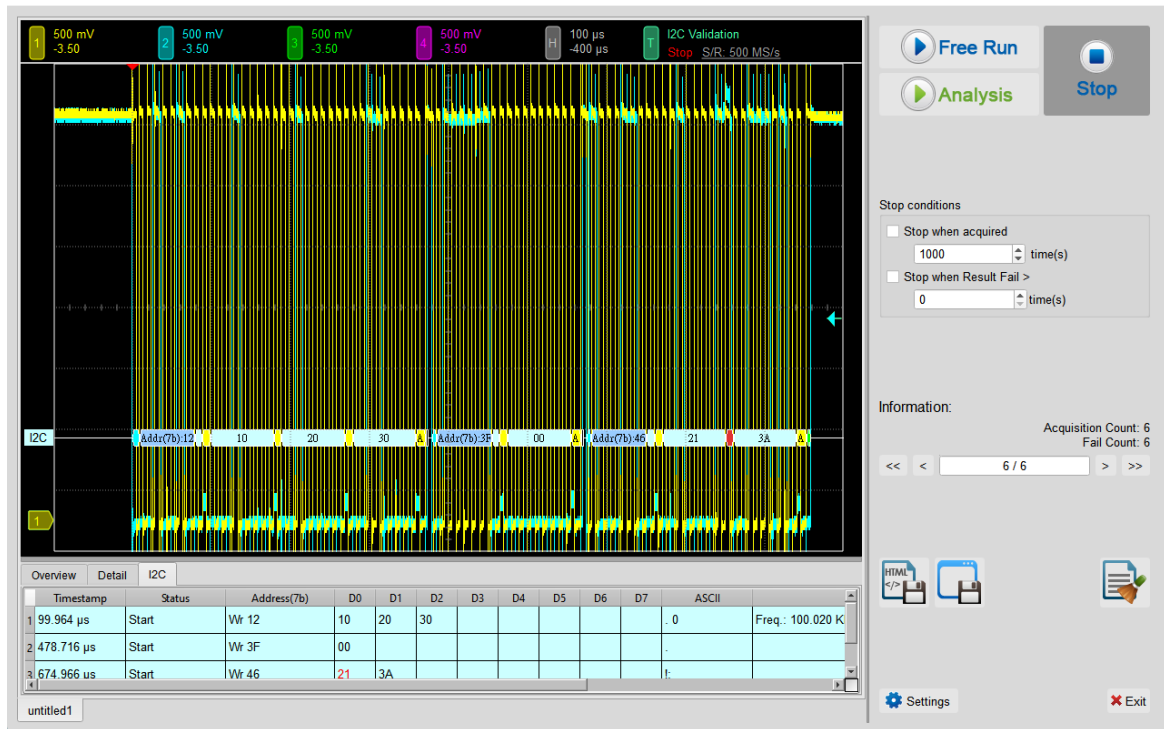 1 500 mV -3.50 2 500 mV -3.50 3 500 mV -3.50 4 500 mV -3.50 H 100 µs -400 µs T I2C Validation
Stop S/R: 500 MS/s
Free Run
Analysis
Stop
Stop conditions
Stop when acquired
1000 time(s)
Stop when Result Fail >
0 time(s)
I2C Addr(7b):12 10 20 30 A Addr(7b):3F 00 A Addr(7b):46 21 3A A
1
Information:
Acquisition Count: 6
Fail Count: 6
<< < 6 / 6 > >>
HTML
</>
Overview Detail I2C
Timestamp Status Address(7b) D0 D1 D2 D3 D4 D5 D6 D7 ASCII
1 99.964 µs Start Wr 12 10 20 30 . 0 Freq.: 100.020 K
2 478.716 µs Start Wr 3F 00 .
3 674.966 us Start Wr 46 21 3A !:
untitled1
Settings
Exit